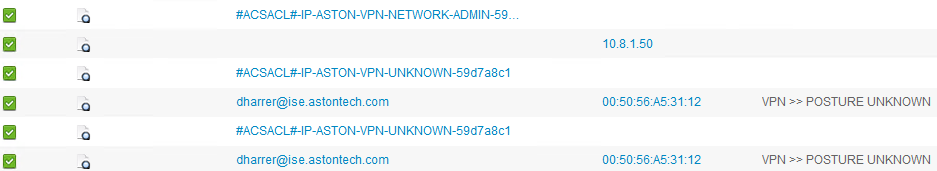 #ACSACL#-IP-ASTON-VPN-NETWORK-ADMIN-59...
10.8.1.50
#ACSACL#-IP-ASTON-VPN-UNKNOWN-59d7a8c1
dharrer@ise.astontech.com 00:50:56:A5:31:12 VPN >> POSTURE UNKNOWN
#ACSACL#-IP-ASTON-VPN-UNKNOWN-59d7a8c1
dharrer@ise.astontech.com 00:50:56:A5:31:12 VPN >> POSTURE UNKNOWN